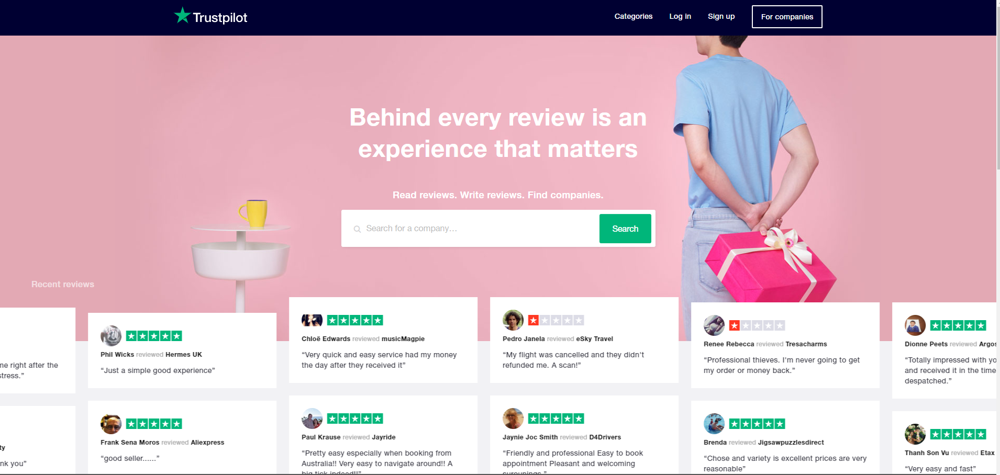 Trustpilot
Categories
Log in
Sign up
For companies
Behind every review is an
experience that matters
Read reviews. Write reviews. Find companies.
Search for a company…
Search
Recent reviews
me right after the
stress.”
Phil Wicks reviewed Hermes UK
“Just a simple good experience”
Chloë Edwards reviewed musicMagpie
“Very quick and easy service had my money
the day after they received it”
Pedro Janela reviewed eSky Travel
“My flight was cancelled and they didn't
refunded me. A scan!”
Renee Rebecca reviewed Tresacharms
“Professional thieves. I'm never going to get
my order or money back.”
Dionne Peets reviewed Argos
“Totally impressed with yo
and received it in the time
despatched.”
ty
nk you”
Frank Sena Moros reviewed Aliexpress
“good seller......”
Paul Krause reviewed Jayride
“Pretty easy especially when booking from
Australia!! Very easy to navigate around!! A
big tick indeed!!”
Jaynie Joc Smith reviewed D4Drivers
“Friendly and professional Easy to book
appointment Pleasant and welcoming
surounings.”
Brenda reviewed Jigsawpuzzlesdirect
“Chose and variety is excellent prices are very
reasonable”
Thanh Son Vu reviewed Etax
“Very easy and fast”